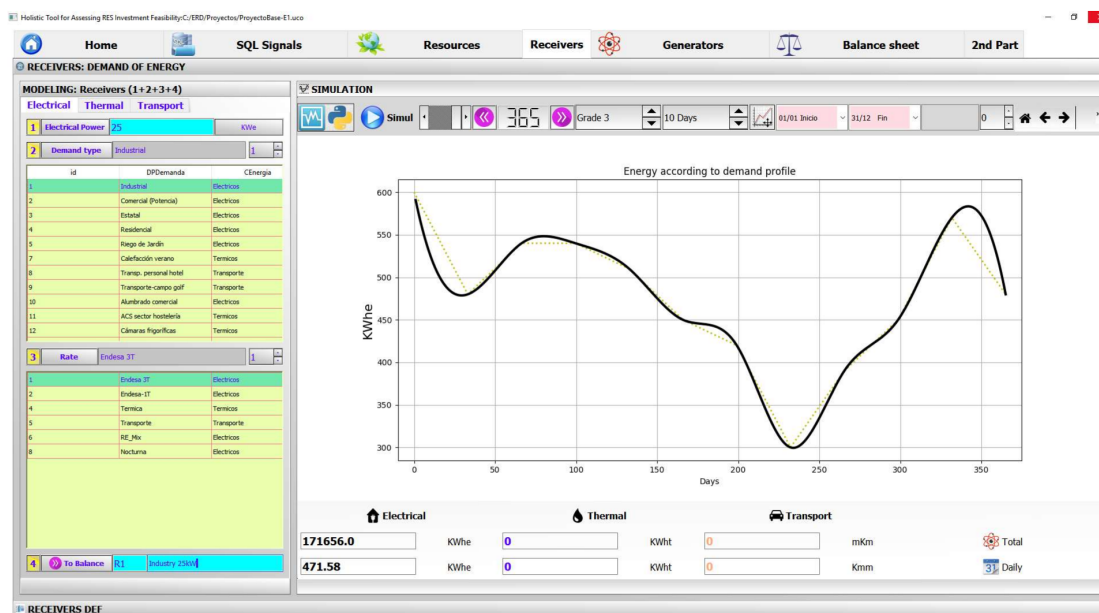 Holistic Tool for Assessing RES Investment Feasibility:C:/ERD/Proyectos/ProyectoBase-E1.uco
Home SQL Signals Resources Receivers Generators Balance sheet 2nd Part
RECEIVERS: DEMAND OF ENERGY
MODELING: Receivers (1+2+3+4)
Electrical Thermal Transport
1 Electrical Power 25 KWe
2 Demand type Industrial 1
id DPDemanda CEnergia
1 Industrial Electricos
2 Comercial (Potencia) Electricos
3 Estatal Electricos
4 Residencial Electricos
5 Riego de Jardín Electricos
7 Calefacción verano Termicos
8 Transp. personal hotel Transporte
9 Transporte-campo golf Transporte
10 Alumbrado comercial Electricos
11 ACS sector hostelería Termicos
12 Cámaras frigoríficas Termicos
3 Rate Endesa 3T 1
1 Endesa 3T Electricos
2 Endesa-1T Electricos
4 Termica Termicos
5 Transporte Transporte
6 RE_Mix Electricos
8 Nocturna Electricos
4 To Balance R1 Industry 25kW
SIMULATION
Simul 365 Grade 3 10 Days 01/01 Inicio 31/12 Fin 0
Energy according to demand profile
600
550
500
450
400
350
300
KWhe
0 50 100 150 200 250 300 350
Days
Electrical Thermal Transport
171656.0 KWhe 0 KWht 0 mKm Total
471.58 KWhe 0 KWht 0 Kmm 31 Daily
RECEIVERS DEF